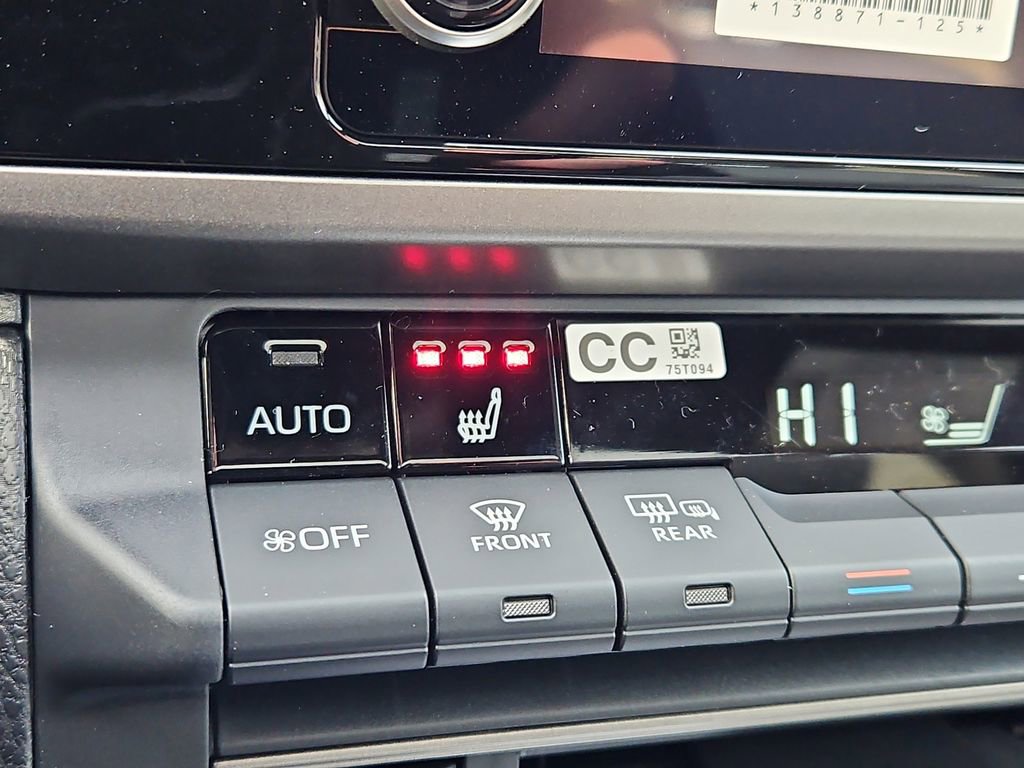 *138871-125*
AUTO
CC
75T094
HI
OFF
FRONT
REAR